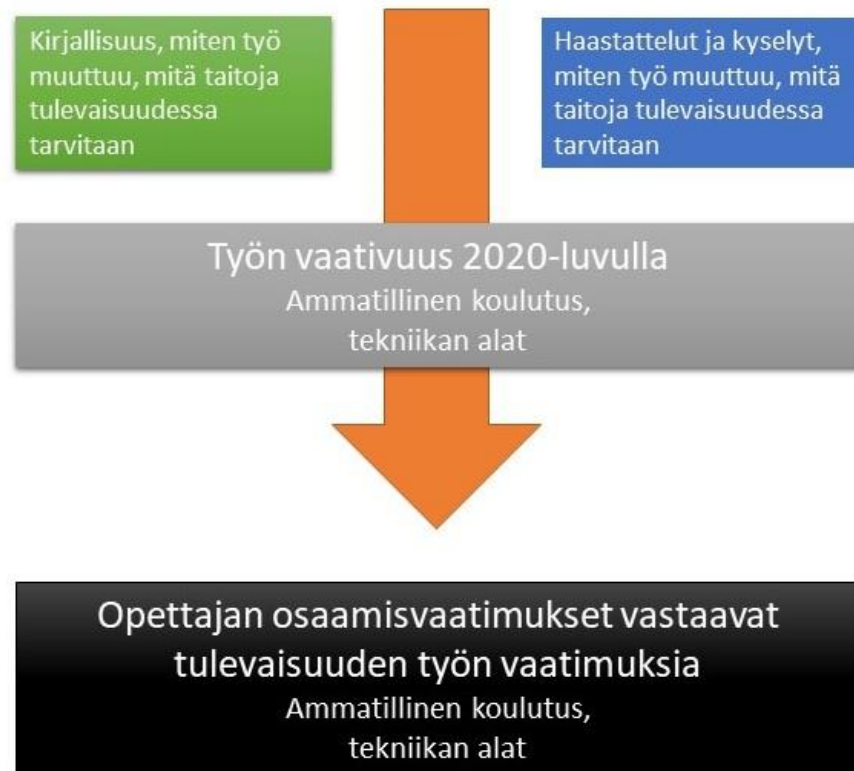 Kirjallisuus, miten työ
muuttuu, mitä taitoja
tulevaisuudessa
tarvitaan
Haastattelut ja kyselyt,
miten työ muuttuu, mitä
taitoja tulevaisuudessa
tarvitaan
Työn vaativuus 2020-luvulla
Ammatillinen koulutus,
tekniikan alat
Opettajan osaamisvaatimukset vastaavat
tulevaisuuden työn vaatimuksia
Ammatillinen koulutus,
tekniikan alat